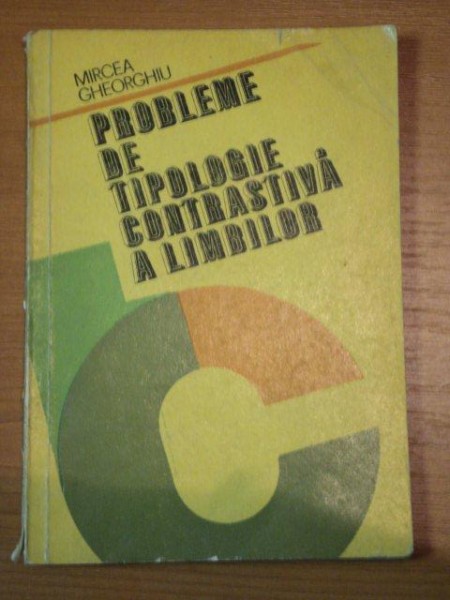 MIRCEA
GHEORGHIU
PROBLEME
DE
TIPOLOGIE
CONTRASTIVĂ
A LIMBILOR